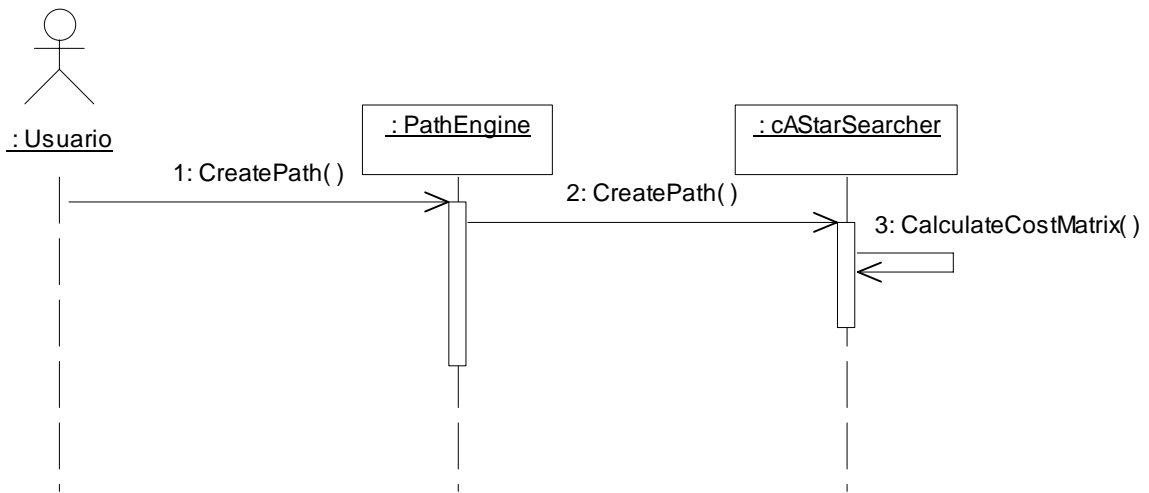 : Usuario
: PathEngine
: cAStarSearcher
1: CreatePath( )
2: CreatePath( )
3: CalculateCostMatrix( )